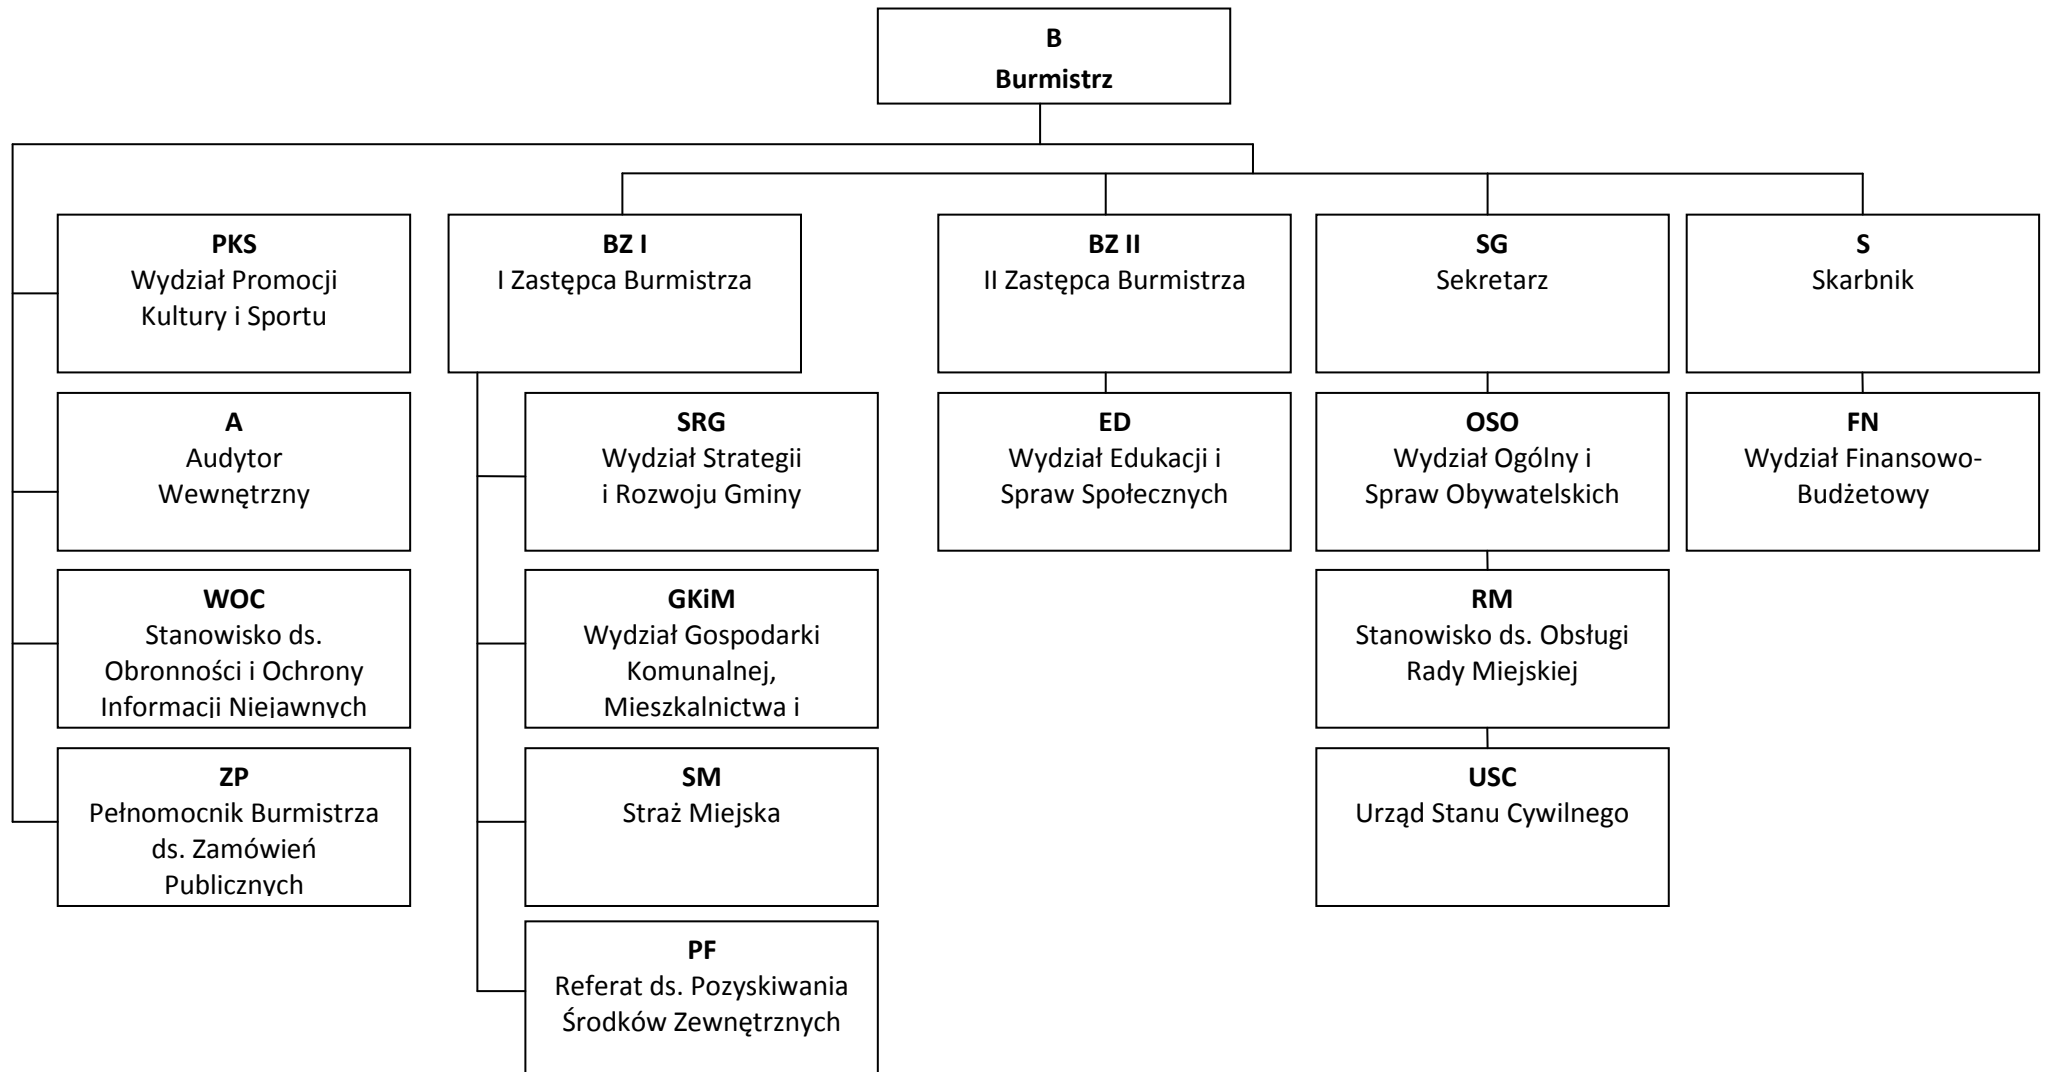 B
Burmistrz
PKS
Wydział Promocji
Kultury i Sportu
BZ I
I Zastępca Burmistrza
BZ II
II Zastępca Burmistrza
SG
Sekretarz
S
Skarbnik
A
Audytor
Wewnętrzny
SRG
Wydział Strategii
i Rozwoju Gminy
ED
Wydział Edukacji i
Spraw Społecznych
OSO
Wydział Ogólny i
Spraw Obywatelskich
FN
Wydział Finansowo-
Budżetowy
WOC
Stanowisko ds.
Obronności i Ochrony
Informacji Niejawnych
GKiM
Wydział Gospodarki
Komunalnej,
Mieszkalnictwa i
RM
Stanowisko ds. Obsługi
Rady Miejskiej
ZP
Pełnomocnik Burmistrza
ds. Zamówień
Publicznych
SM
Straż Miejska
USC
Urząd Stanu Cywilnego
PF
Referat ds. Pozyskiwania
Środków Zewnętrznych